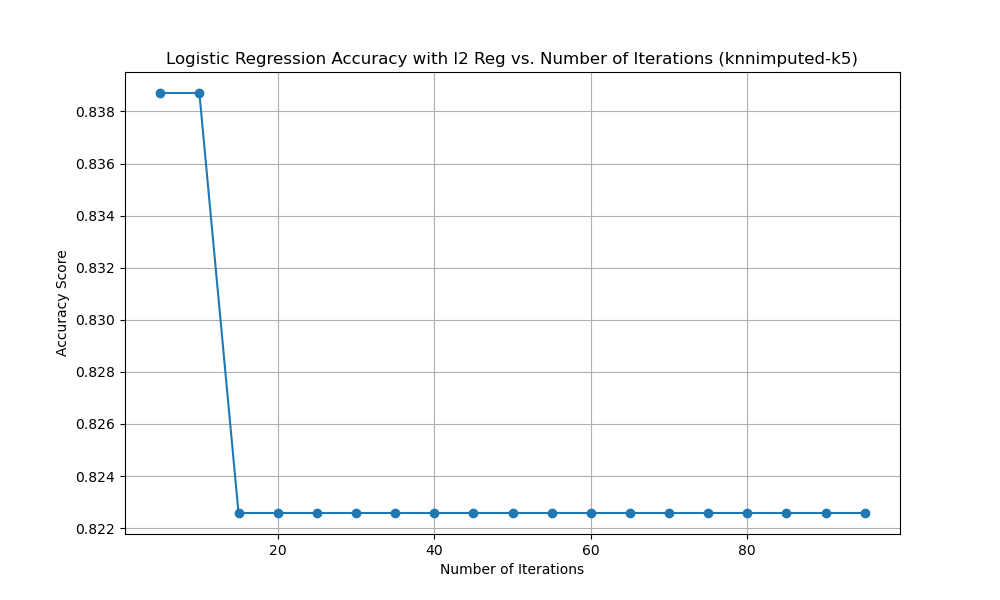 Logistic Regression Accuracy with l2 Reg vs. Number of Iterations (knnimputed-k5)
Accuracy Score
0.838
0.836
0.834
0.832
0.830
0.828
0.826
0.824
0.822
20 40 60 80
Number of Iterations